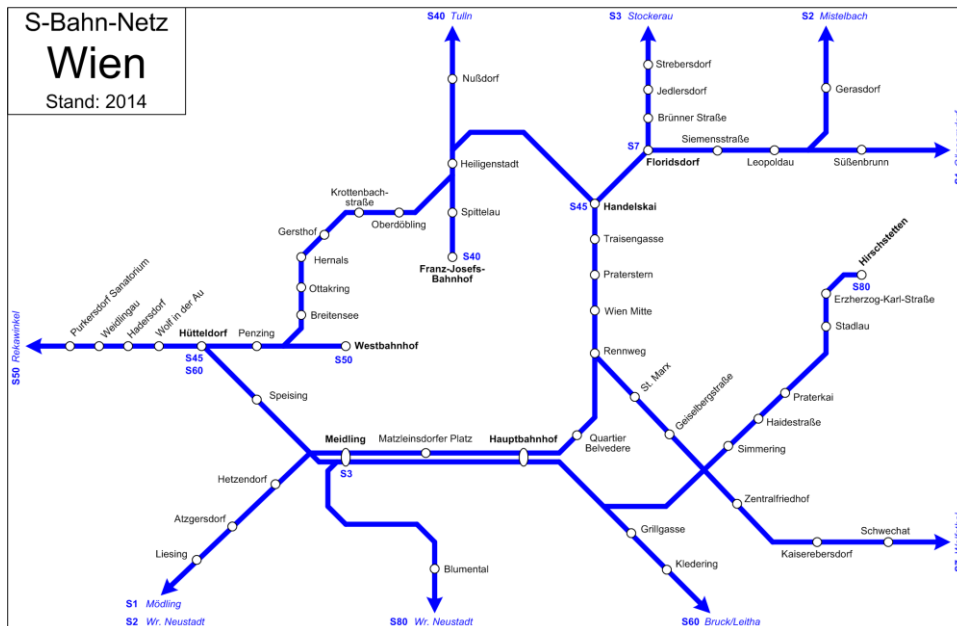 S-Bahn-Netz
Wien
Stand: 2014
S40 Tulln
S3 Stockerau
S2 Mistelbach
Nußdorf
Strebersdorf
Jedlersdorf
Brünner Straße
Gerasdorf
S7
Siemensstraße
Floridsdorf
Leopoldau
Süßenbrunn
S1
Heiligenstadt
Krottenbach-
straße
Oberdöbling
Spittelau
S45 Handelskai
Gersthof
Hernals
S40
Franz-Josefs-
Bahnhof
Traisengasse
Praterstern
Hirschstetten
S80
Erzherzog-Karl-Straße
Stadlau
Ottakring
Breitensee
Wien Mitte
Purkersdorf Sanatorium
Weidlingau
Hadersdorf
Wolf in der Au
Hütteldorf
Penzing
Westbahnhof
S50 Rekawinkel
S45
S60
S50
Rennweg
St. Marx
Geiselbergstraße
Speising
Praterkai
Haidestraße
Simmering
Meidling
Matzleinsdorfer Platz
Hauptbahnhof
Quartier
Belvedere
S3
Hetzendorf
Atzgersdorf
Liesing
Zentralfriedhof
Grillgasse
Kledering
Schwechat
Kaiserebersdorf
S7
Blumental
S1 Mödling
S2 Wr. Neustadt
S80 Wr. Neustadt
S60 Bruck/Leitha